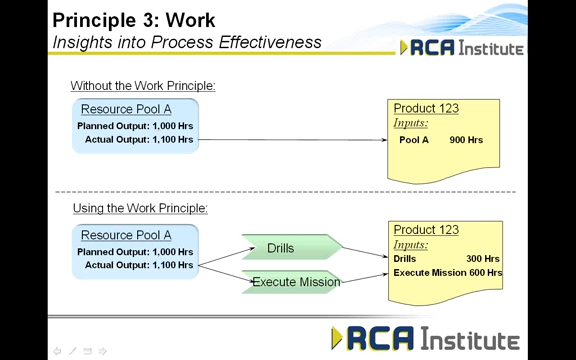 Principle 3: Work
Insights into Process Effectiveness
RCA Institute
Without the Work Principle:
Resource Pool A
Planned Output: 1,000 Hrs
Actual Output: 1,100 Hrs
Product 123
Inputs:
Pool A 900 Hrs
Using the Work Principle:
Resource Pool A
Planned Output: 1,000 Hrs
Actual Output: 1,100 Hrs
Drills
Execute Mission
Product 123
Inputs:
Drills 300 Hrs
Execute Mission 600 Hrs
RCA Institute